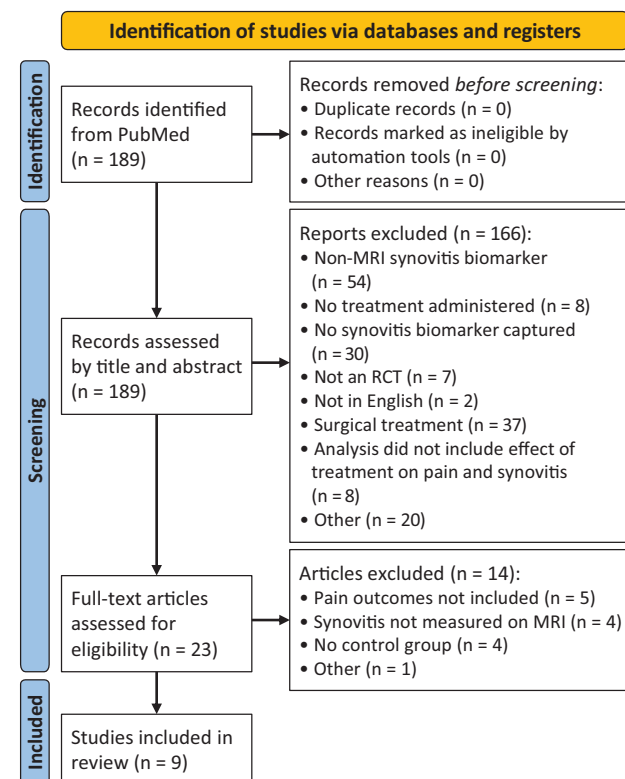 Identification of studies via databases and registers
Identification
Records identified
from PubMed
(n = 189)
Records removed before screening:
• Duplicate records (n = 0)
• Records marked as ineligible by
automation tools (n = 0)
• Other reasons (n = 0)
Screening
Records assessed
by title and abstract
(n = 189)
Reports excluded (n = 166):
• Non-MRI synovitis biomarker
(n = 54)
• No treatment administered (n = 8)
• No synovitis biomarker captured
(n = 30)
• Not an RCT (n = 7)
• Not in English (n = 2)
• Surgical treatment (n = 37)
• Analysis did not include effect of
treatment on pain and synovitis
(n = 8)
• Other (n = 20)
Full-text articles
assessed for
eligibility (n = 23)
Articles excluded (n = 14):
• Pain outcomes not included (n = 5)
• Synovitis not measured on MRI (n = 4)
• No control group (n = 4)
• Other (n = 1)
Included
Studies included in
review (n = 9)